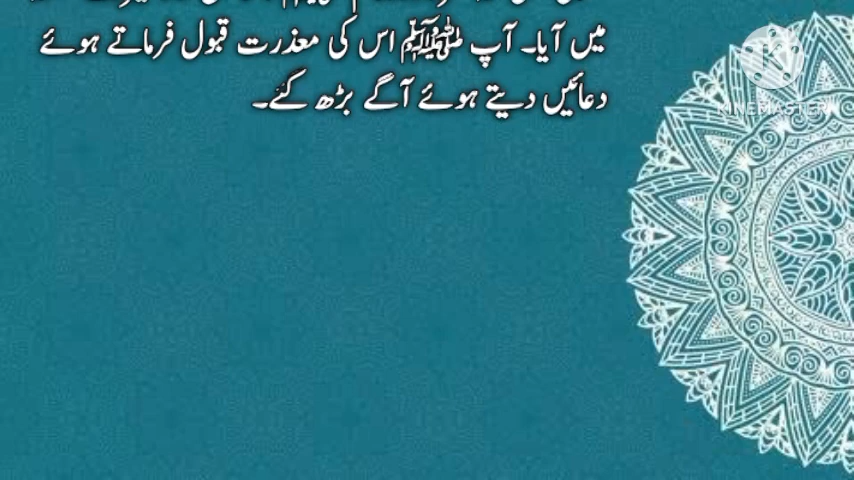 میں آیا۔ آپ ﷺ اس کی معذرت قبول فرماتے ہوئے
دعائیں دیتے ہوئے آگے بڑھ گئے۔
KINEMASTER